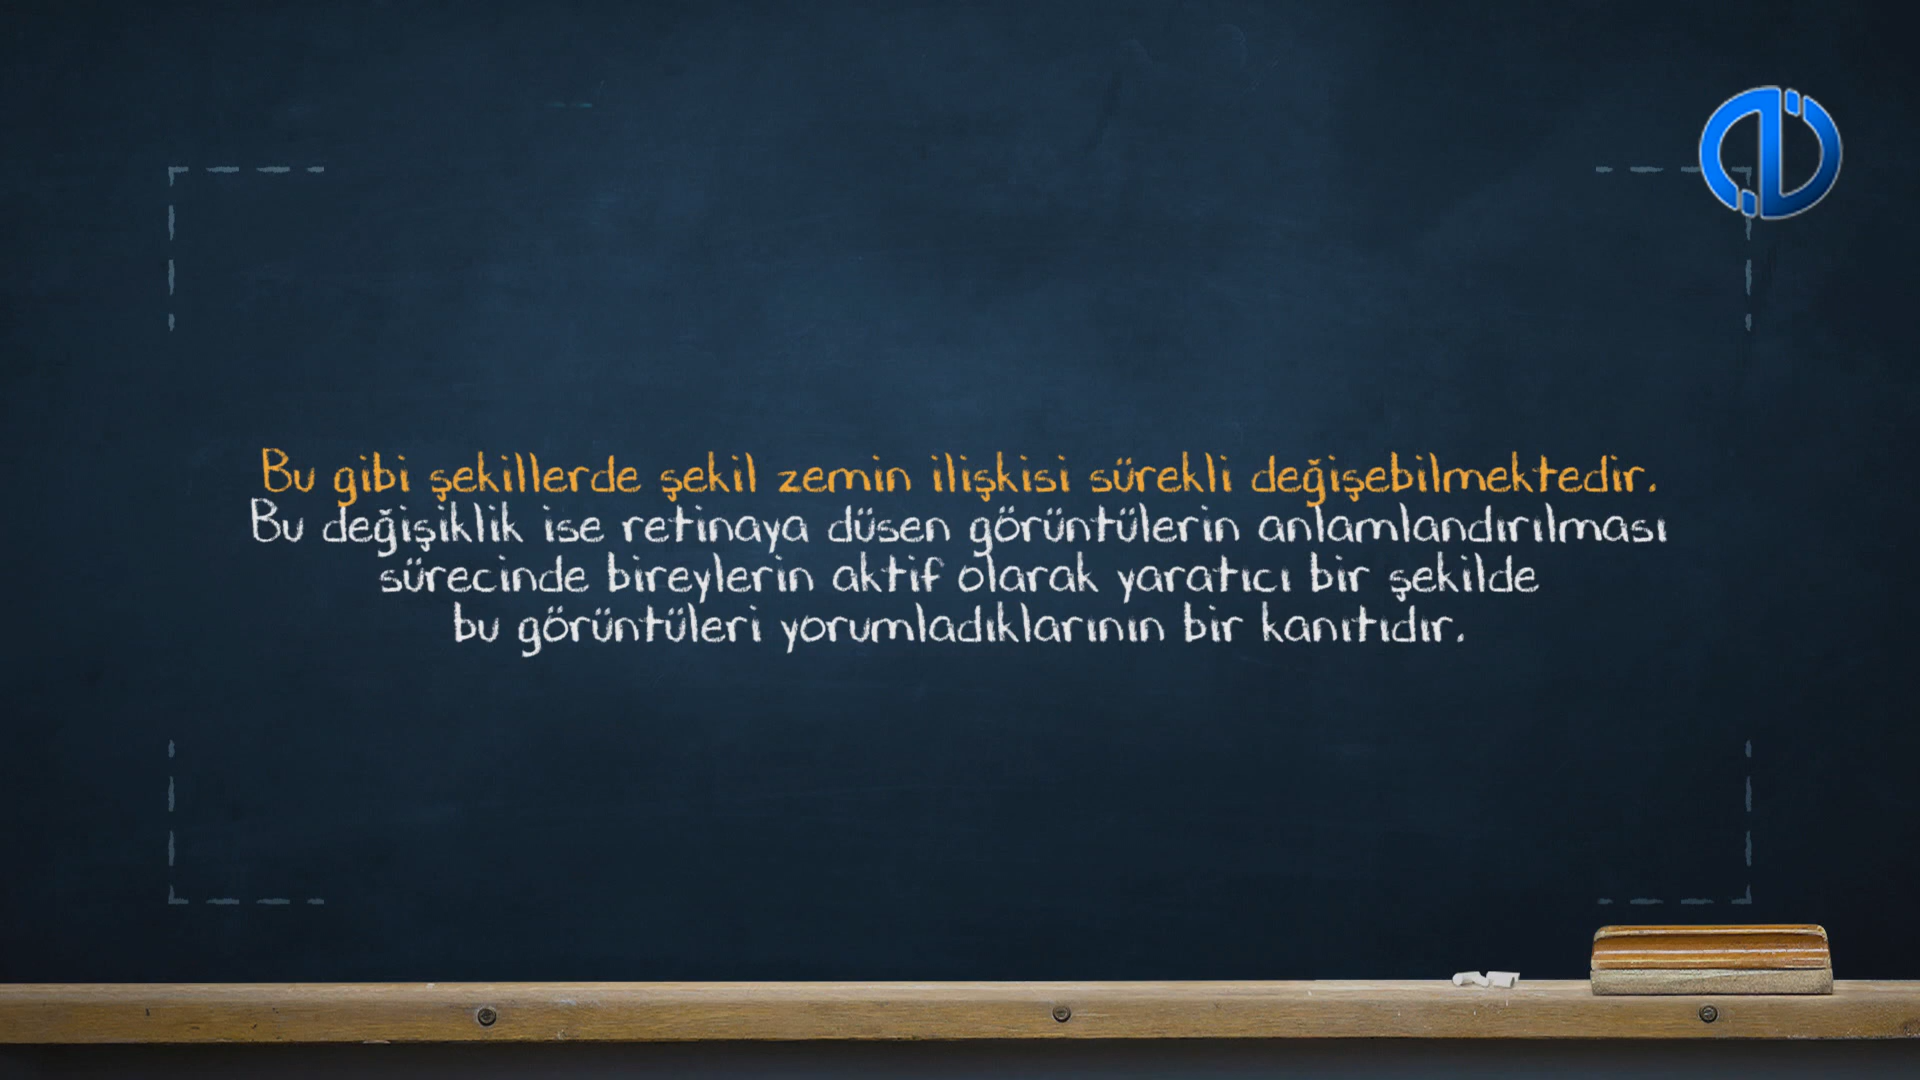 Bu gibi şekillerde şekil zemin ilişkisi sürekli değişebilmektedir.
Bu değişiklik ise retinaya düsen görüntülerin anlamlandırılması
sürecinde bireylerin aktif olarak yaratıcı bir şekilde
bu görüntüleri yorumladıklarının bir kanıtıdır.